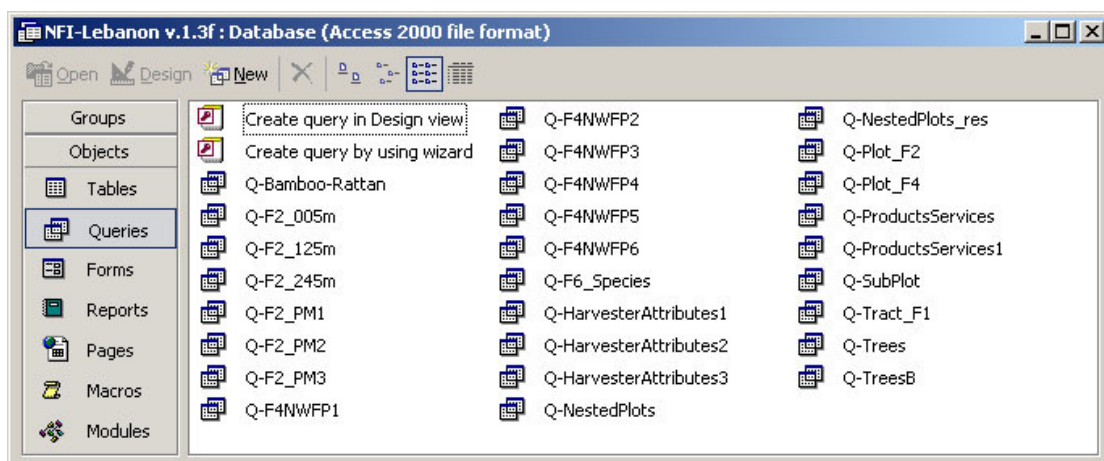 NFI-Lebanon v.1.3f : Database (Access 2000 file format)
Open Design New
Groups
Objects
Tables
Queries
Forms
Reports
Pages
Macros
Modules
Create query in Design view
Create query by using wizard
Q-Bamboo-Rattan
Q-F2_005m
Q-F2_125m
Q-F2_245m
Q-F2_PM1
Q-F2_PM2
Q-F2_PM3
Q-F4NWFP1
Q-F4NWFP2
Q-F4NWFP3
Q-F4NWFP4
Q-F4NWFP5
Q-F4NWFP6
Q-F6_Species
Q-HarvesterAttributes1
Q-HarvesterAttributes2
Q-HarvesterAttributes3
Q-NestedPlots
Q-NestedPlots_res
Q-Plot_F2
Q-Plot_F4
Q-ProductsServices
Q-ProductsServices1
Q-SubPlot
Q-Tract_F1
Q-Trees
Q-TreesB